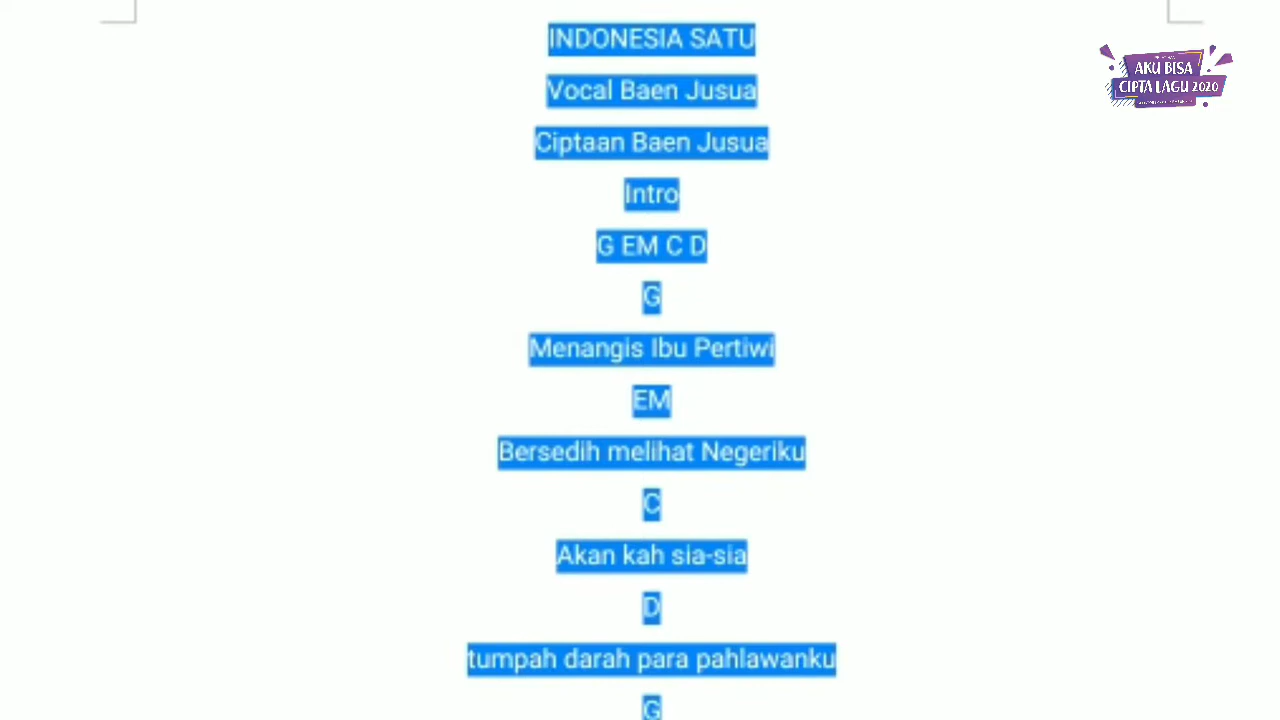 INDONESIA SATU
Vocal Baen Jusua
Ciptaan Baen Jusua
Intro
G EM C D
G
Menangis Ibu Pertiwi
EM
Bersedih melihat Negeriku
C
Akan kah sia-sia
D
tumpah darah para pahlawanku
G
AKU BISA
CIPTA LAGU 2020